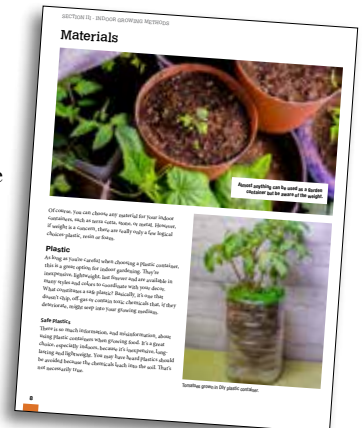 SECTION III - INDOOR GROWING METHODS
Materials
Almost anything can be used as a garden
container but be aware of the weight.
Of course, you can choose any material for your indoor
containers, such as terra cotta, stone, or metal. However,
if weight is a concern, there are really only a few logical
choices-plastic, resin or foam.
Plastic
As long as you're careful when choosing a plastic container,
this is a great option for indoor gardening. They're
inexpensive, lightweight, last forever and are available in
many styles and colors to coordinate with your decor.
What constitutes a safe plastic? Basically, it's one that
doesn't chip, off-gas or contain toxic chemicals that, if they
deteriorate, might seep into your growing medium.
Safe Plastics
There is so much information, and misinformation, about
using plastic containers when growing food. It's a great
choice, especially indoors, because it's inexpensive, long-
lasting and lightweight. You may have heard plastics should
be avoided because the chemicals leach into the soil. That's
not necessarily true.
Tomatoes grown in DIY plastic container.
8
e